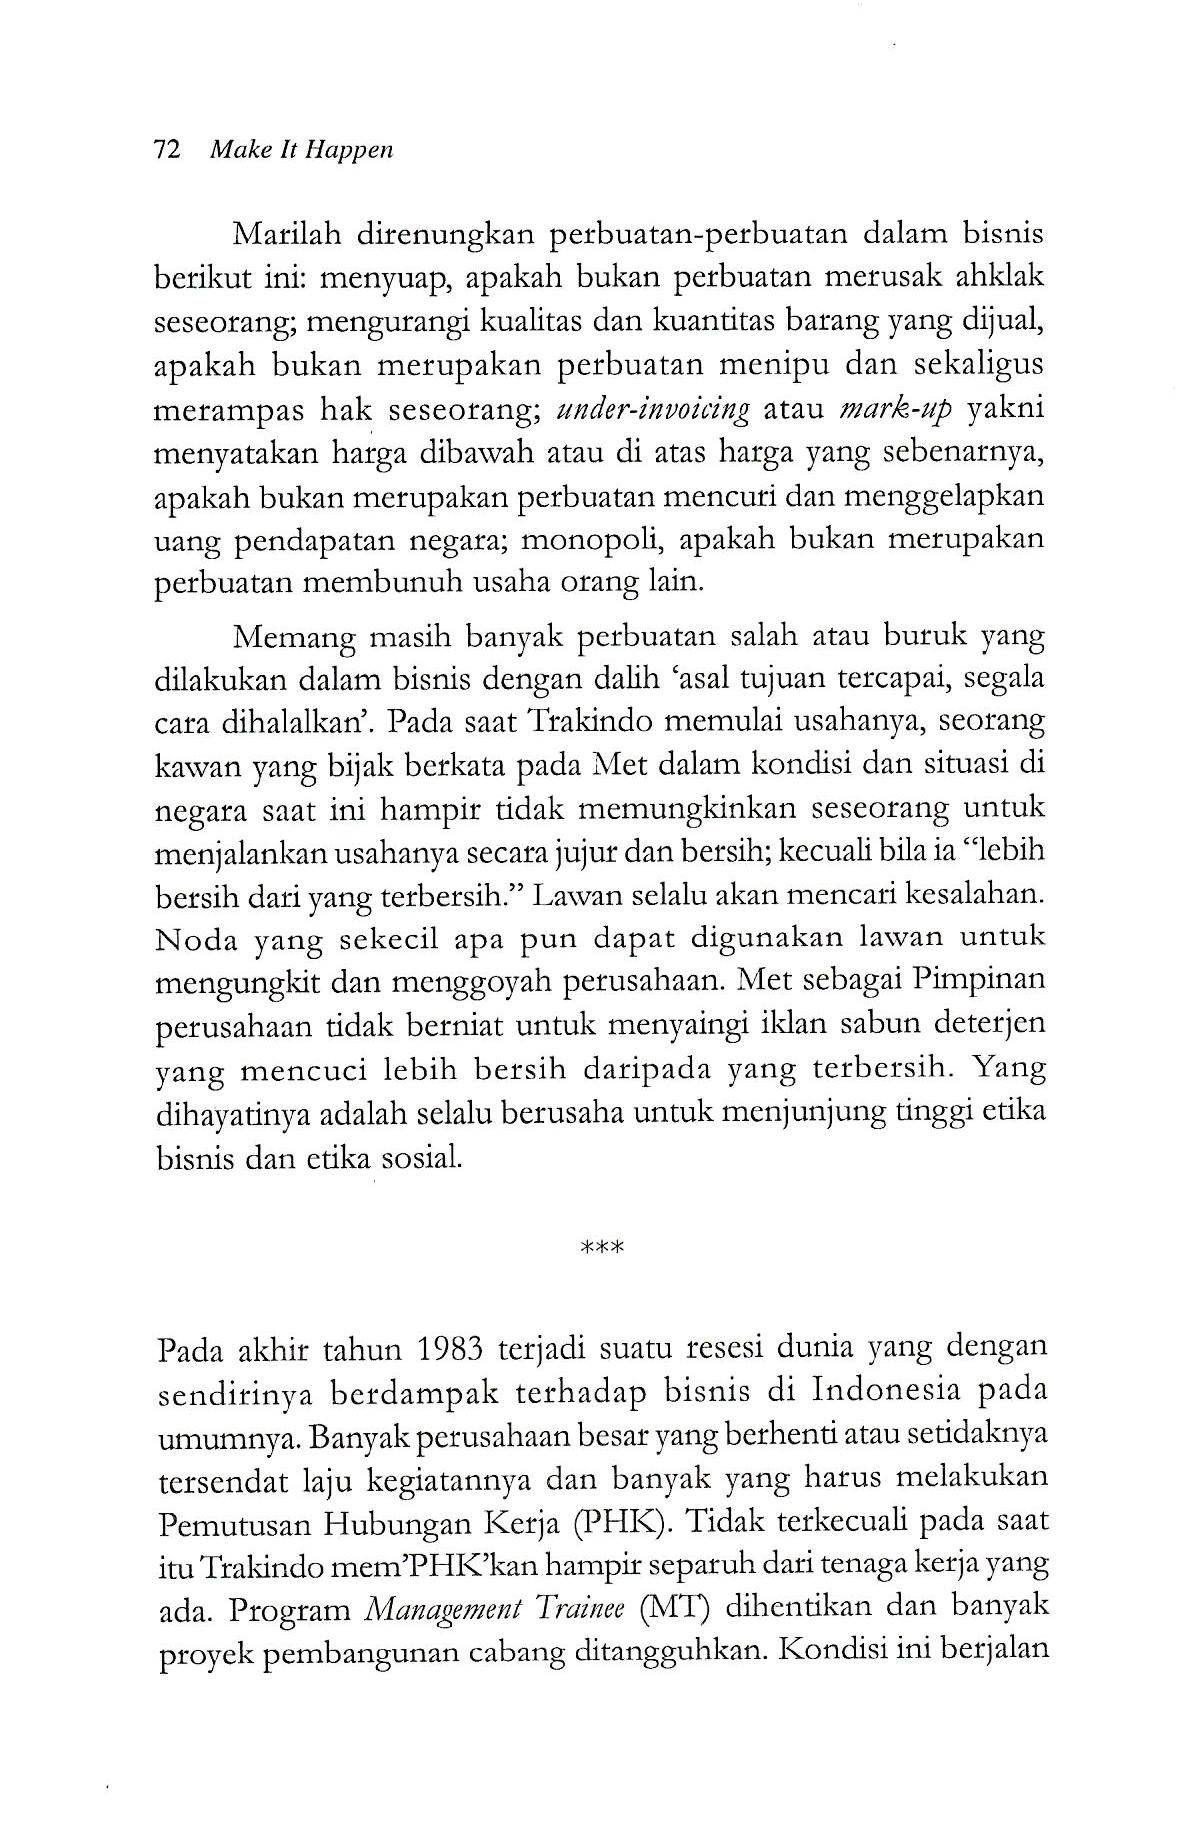 72 Make It Happen
Marilah direnungkan perbuatan-perbuatan dalam bisnis
berikut ini: menyuap, apakah bukan perbuatan merusak ahklak
seseorang; mengurangi kualitas dan kuantitas barang yang dijual,
apakah bukan merupakan perbuatan menipu dan sekaligus
merampas hak seseorang; under-invoicing atau mark-up yakni
menyatakan harga dibawah atau di atas harga yang sebenarnya,
apakah bukan merupakan perbuatan mencuri dan menggelapkan
uang pendapatan negara; monopoli, apakah bukan merupakan
perbuatan membunuh usaha orang lain.
Memang masih banyak perbuatan salah atau buruk yang
dilakukan dalam bisnis dengan dalih ‘asal tujuan tercapai, segala
cara dihalalkan’. Pada saat Trakindo memulai usahanya, seorang
kawan yang bijak berkata pada Met dalam kondisi dan situasi di
negara saat ini hampir tidak memungkinkan seseorang untuk
menjalankan usahanya secara jujur dan bersih; kecuali bila ia “lebih
bersih dari yang terbersih.” Lawan selalu akan mencari kesalahan.
Noda yang sekecil apa pun dapat digunakan lawan untuk
mengungkit dan menggoyah perusahaan. Met sebagai Pimpinan
perusahaan tidak berniat untuk menyaingi iklan sabun deterjen
yang mencuci lebih bersih daripada yang terbersih. Yang
dihayatinya adalah selalu berusaha untuk menjunjung tinggi etika
bisnis dan etika sosial.
***
Pada akhir tahun 1983 terjadi suatu resesi dunia yang dengan
sendirinya berdampak terhadap bisnis di Indonesia pada
umumnya. Banyak perusahaan besar yang berhenti atau setidaknya
tersendat laju kegiatannya dan banyak yang harus melakukan
Pemutusan Hubungan Kerja (PHK). Tidak terkecuali pada saat
itu Trakindo mem’PHK’kan hampir separuh dari tenaga kerja yang
ada. Program Management Trainee (MT) dihentikan dan banyak
proyek pembangunan cabang ditangguhkan. Kondisi ini berjalan